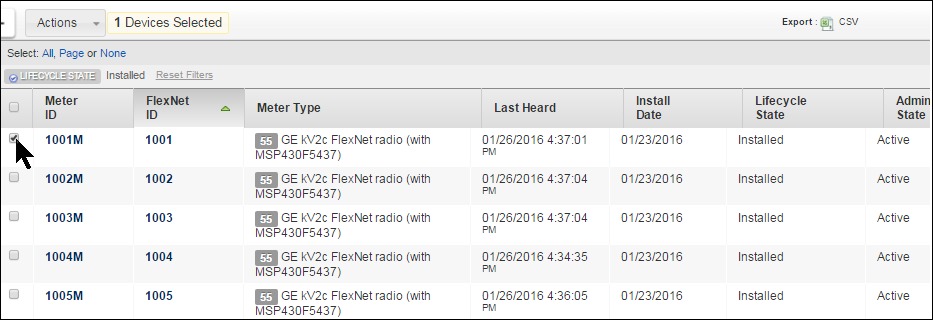 Actions 1 Devices Selected Export : CSV
Select: All, Page or None
LIFECYCLE STATE Installed Reset Filters
Meter ID FlexNet ID Meter Type Last Heard Install Date Lifecycle State Admin State
1001M 1001 55 GE kV2c FlexNet radio (with 01/26/2016 4:37:01 01/23/2016 Installed Active
MSP430F5437) PM
1002M 1002 55 GE kV2c FlexNet radio (with 01/26/2016 4:37:04 01/23/2016 Installed Active
MSP430F5437) PM
1003M 1003 55 GE kV2c FlexNet radio (with 01/26/2016 4:37:04 01/23/2016 Installed Active
MSP430F5437) PM
1004M 1004 55 GE kV2c FlexNet radio (with 01/26/2016 4:34:35 01/23/2016 Installed Active
MSP430F5437) PM
1005M 1005 55 GE kV2c FlexNet radio (with 01/26/2016 4:36:05 01/23/2016 Installed Active
MSP430F5437) PM